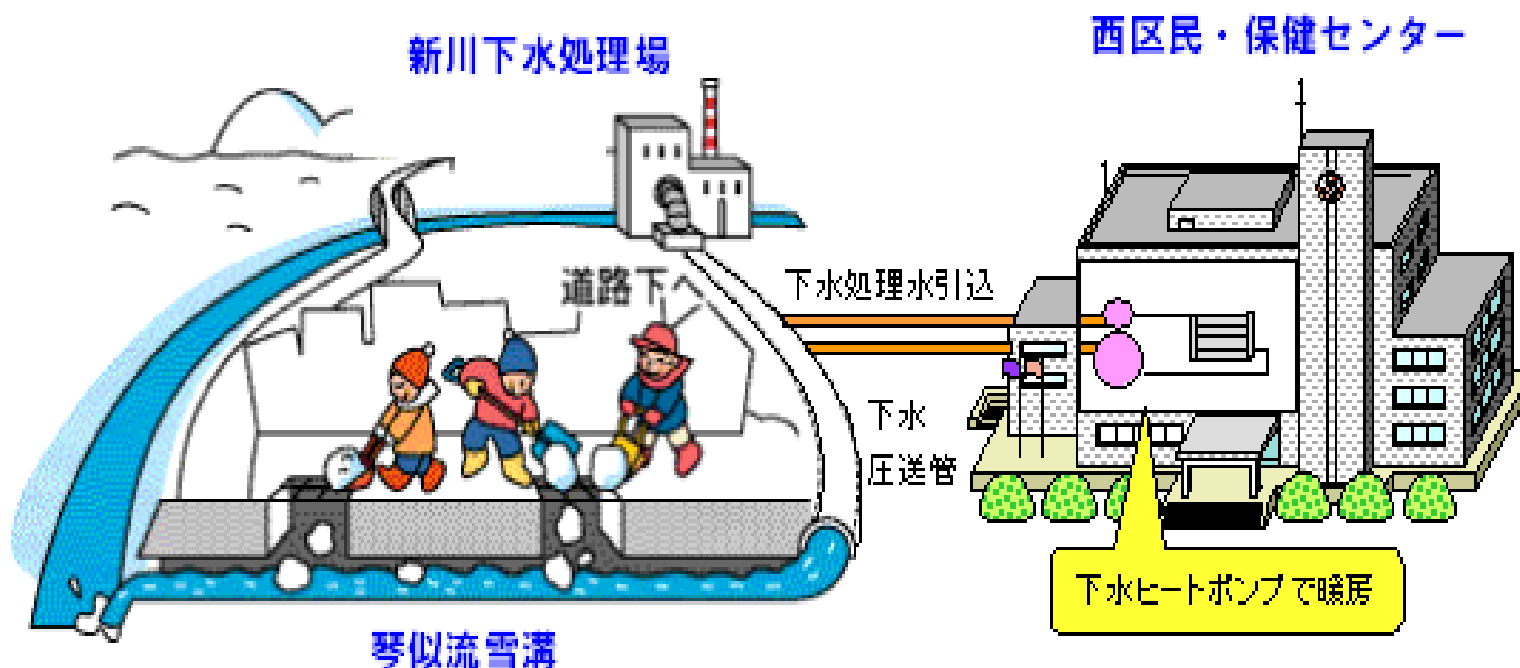 新川下水処理場
西区民・保健センター
道路下へ
下水処理水引込
下水
圧送管
下水ヒートポンプで暖房
琴似流雪溝